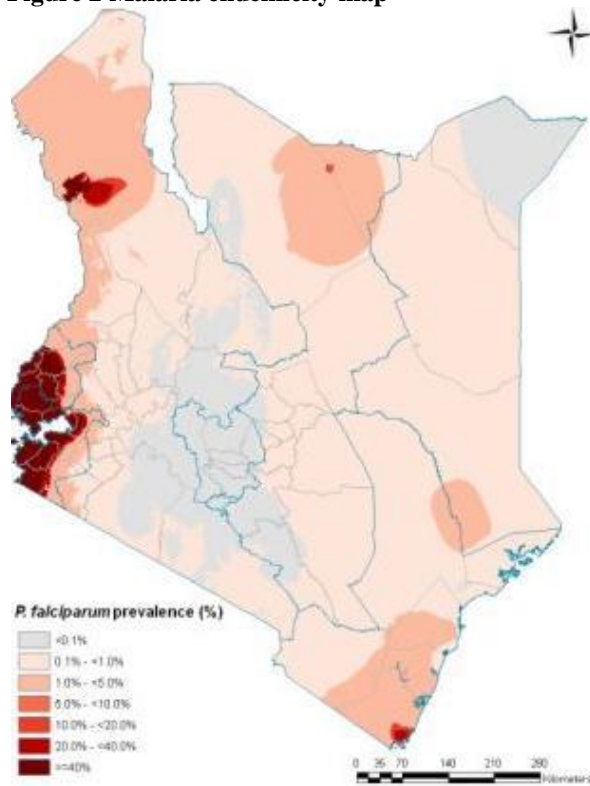 Figure 2 Malaria endemicity map
P. falciparum prevalence (%)
<0.1%
0.1% - <1.0%
1.0% - <5.0%
5.0% - <10.0%
10.0% - <20.0%
20.0% - <40.0%
>=40%
0 35 70 140 210 280
Kilometers